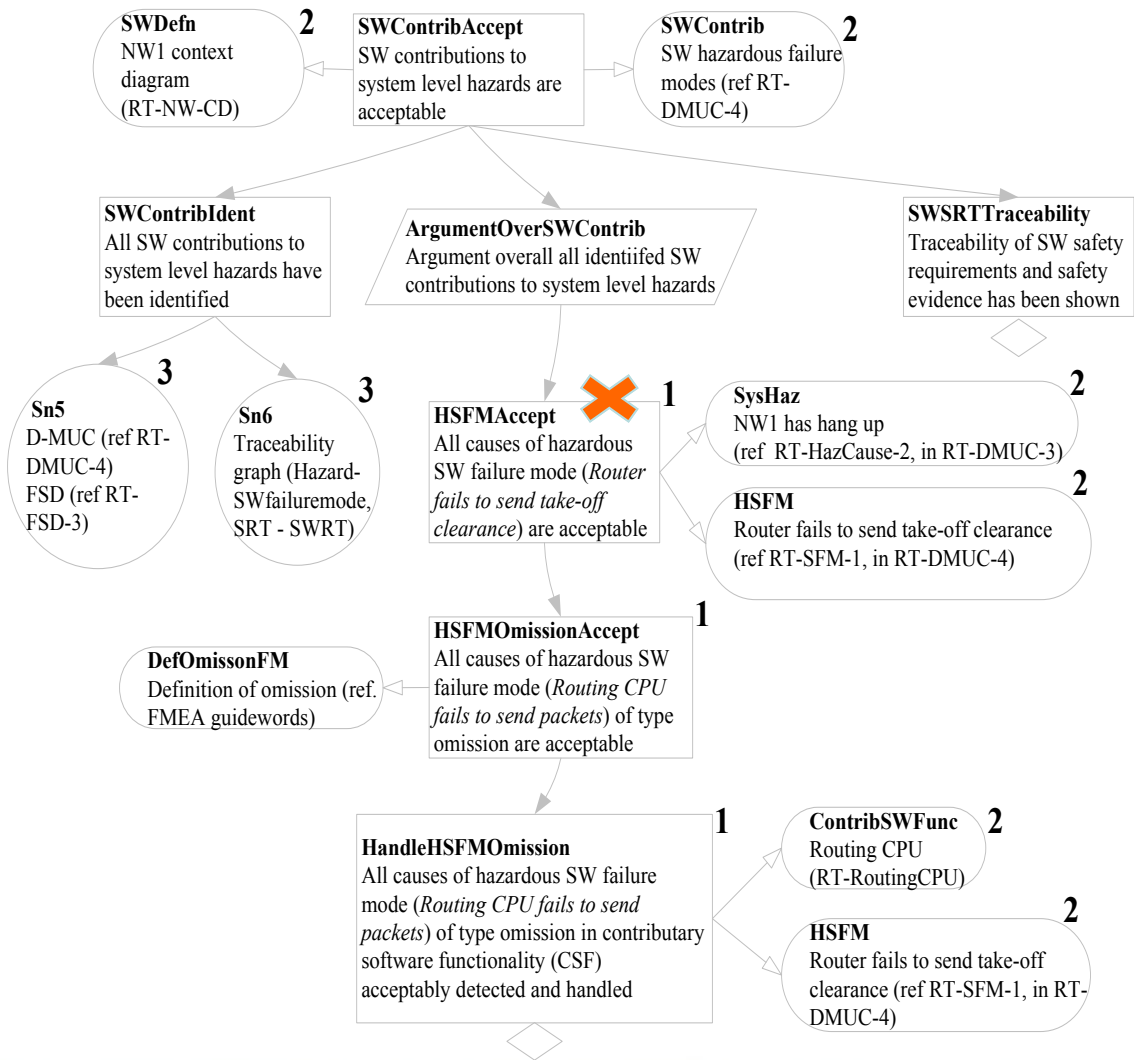 SWDefn
NW1 context
diagram
(RT-NW-CD)
2
SWContribAccept
SW contributions to
system level hazards are
acceptable
SWContrib
SW hazardous failure
modes (ref RT-
DMUC-4)
2
SWContribIdent
All SW contributions to
system level hazards have
been identified
ArgumentOverSWContrib
Argument overall all identiifed SW
contributions to system level hazards
SWSRTTraceability
Traceability of SW safety
requirements and safety
evidence has been shown
3
Sn5
D-MUC (ref RT-
DMUC-4)
FSD (ref RT-
FSD-3)
3
Sn6
Traceability
graph (Hazard-
SWfailuremode,
SRT - SWRT)
1
HSFMAccept
All causes of hazardous
SW failure mode (Router
fails to send take-off
clearance) are acceptable
2
SysHaz
NW1 has hang up
(ref RT-HazCause-2, in RT-DMUC-3)
2
HSFM
Router fails to send take-off clearance
(ref RT-SFM-1, in RT-DMUC-4)
1
HSFMOmissionAccept
All causes of hazardous SW
failure mode (Routing CPU
fails to send packets) of type
omission are acceptable
DefOmissonFM
Definition of omission (ref.
FMEA guidewords)
1
HandleHSFMOmission
All causes of hazardous SW failure
mode (Routing CPU fails to send
packets) of type omission in contributary
software functionality (CSF)
acceptably detected and handled
ContribSWFunc
Routing CPU
(RT-RoutingCPU)
2
2
HSFM
Router fails to send take-off
clearance (ref RT-SFM-1, in RT-
DMUC-4)